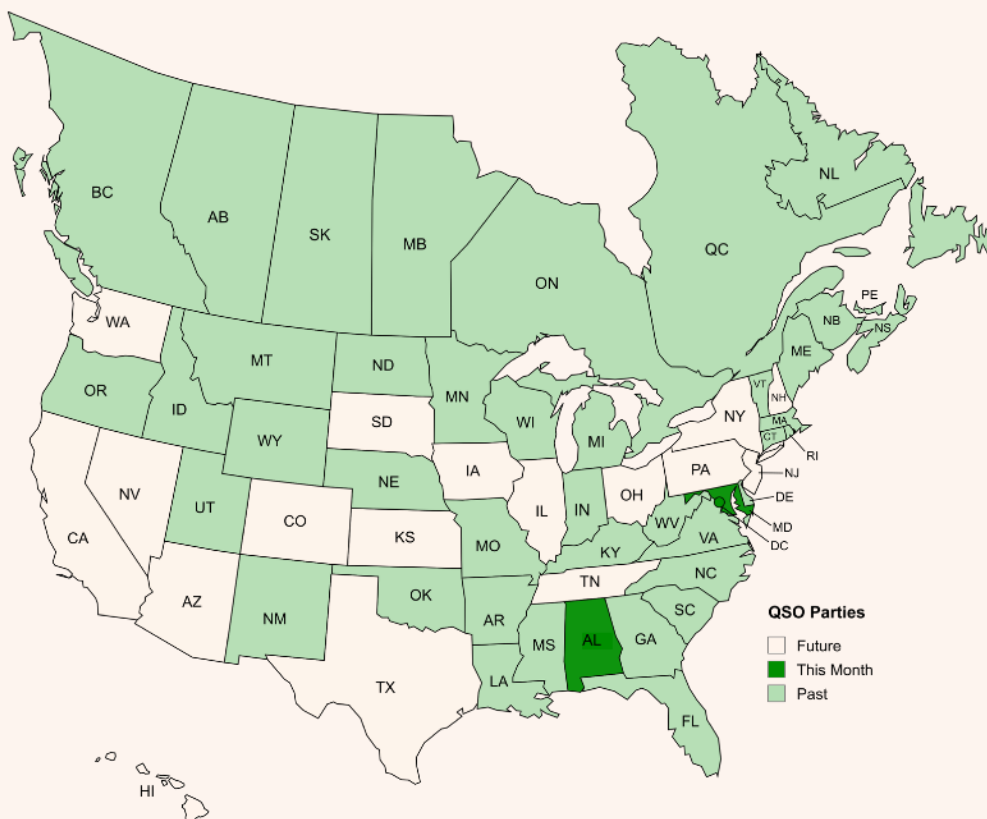 NL
BC
AB
SK
MB
QC
ON
PE
WA
NB
NS
MT
ME
ND
VT
OR
MN
NH
ID
NY
SD
WI
MA
WY
MI
CT
RI
IA
PA
NJ
NE
NV
OH
DE
UT
IL
IN
CO
WV
MD
CA
KS
VA
DC
MO
KY
NC
TN
AZ
OK
SC
NM
AR
AL
GA
MS
QSO Parties
Future
This Month
Past
LA
TX
FL
HI